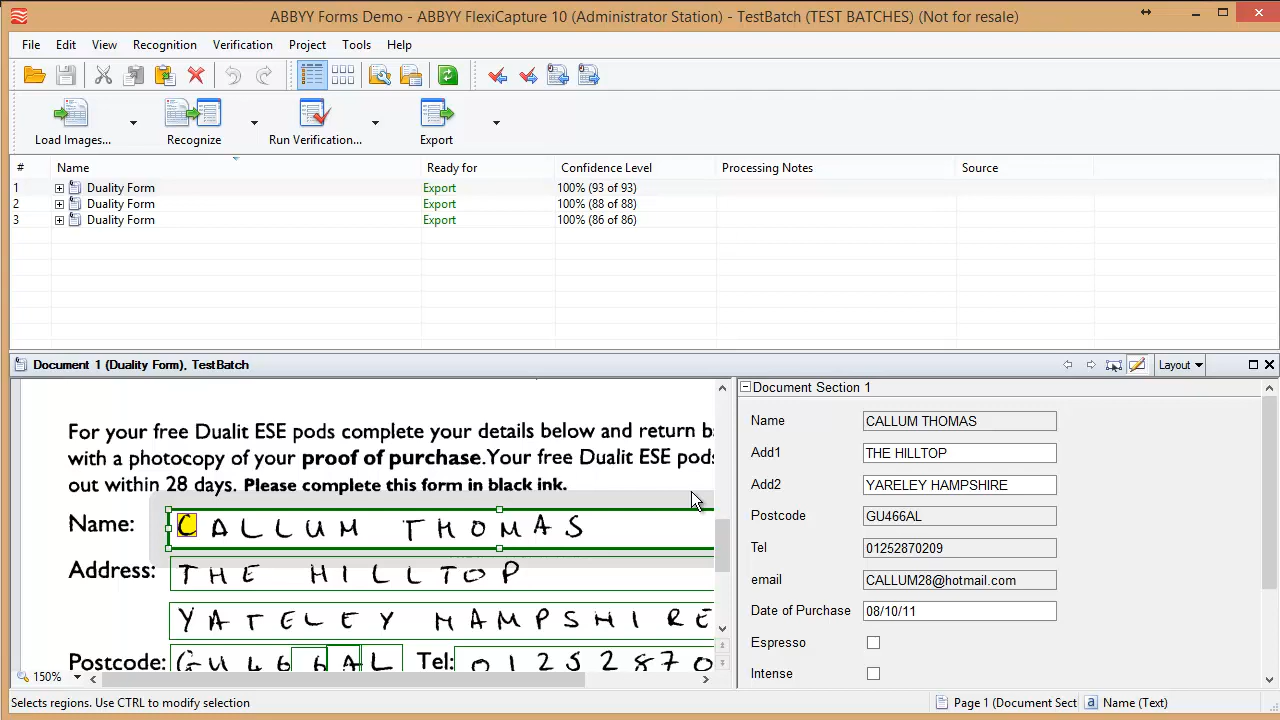 ABBYY Forms Demo - ABBYY FlexiCapture 10 (Administrator Station) - TestBatch (TEST BATCHES) (Not for resale)
File Edit View Recognition Verification Project Tools Help
Load Images... Recognize Run Verification... Export
# Name Ready for Confidence Level Processing Notes Source
1 Duality Form Export 100% (93 of 93)
2 Duality Form Export 100% (88 of 88)
3 Duality Form Export 100% (86 of 86)
Document 1 (Duality Form), TestBatch Layout
For your free Dualit ESE pods complete your details below and return
with a photocopy of your proof of purchase. Your free Dualit ESE pods
out within 28 days. Please complete this form in black ink.
Name: CALLUM THOMAS
Address: THE HILLTOP
YATELEY HAMPSHIRE
Postcode: GU46 6AL Tel: 01252870
150%
Document Section 1
Name CALLUM THOMAS
Add1 THE HILLTOP
Add2 YARELEY HAMPSHIRE
Postcode GU466AL
Tel 01252870209
email CALLUM28@hotmail.com
Date of Purchase 08/10/11
Espresso
Intense
Selects regions. Use CTRL to modify selection Page 1 (Document Sect a Name (Text)